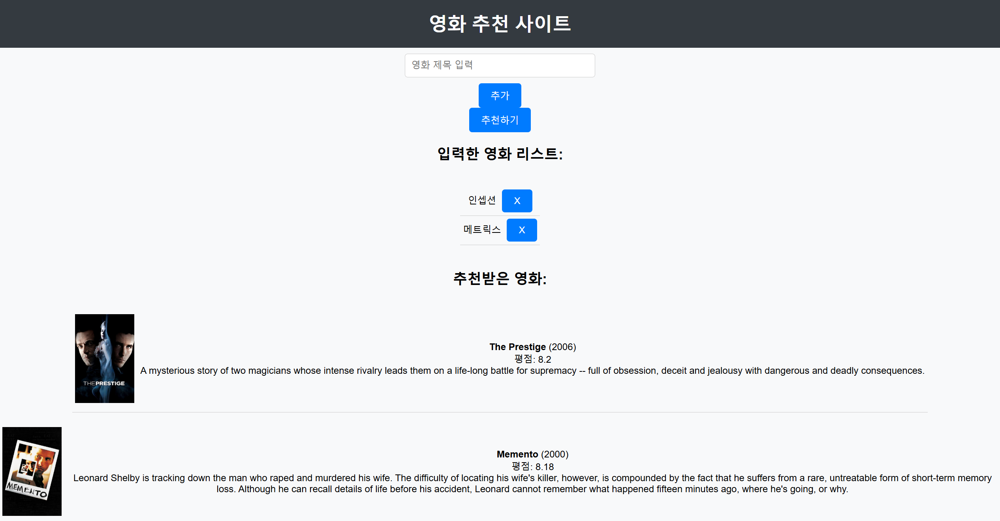 영화 추천 사이트
영화 제목 입력
추가
추천하기
입력한 영화 리스트:
인셉션 X
메트릭스 X
추천받은 영화:
THE PRESTIGE
The Prestige (2006)
평점: 8.2
A mysterious story of two magicians whose intense rivalry leads them on a life-long battle for supremacy -- full of obsession, deceit and jealousy with dangerous and deadly consequences.
MEMENTO
Memento (2000)
평점: 8.18
Leonard Shelby is tracking down the man who raped and murdered his wife. The difficulty of locating his wife's killer, however, is compounded by the fact that he suffers from a rare, untreatable form of short-term memory
loss. Although he can recall details of life before his accident, Leonard cannot remember what happened fifteen minutes ago, where he's going, or why.